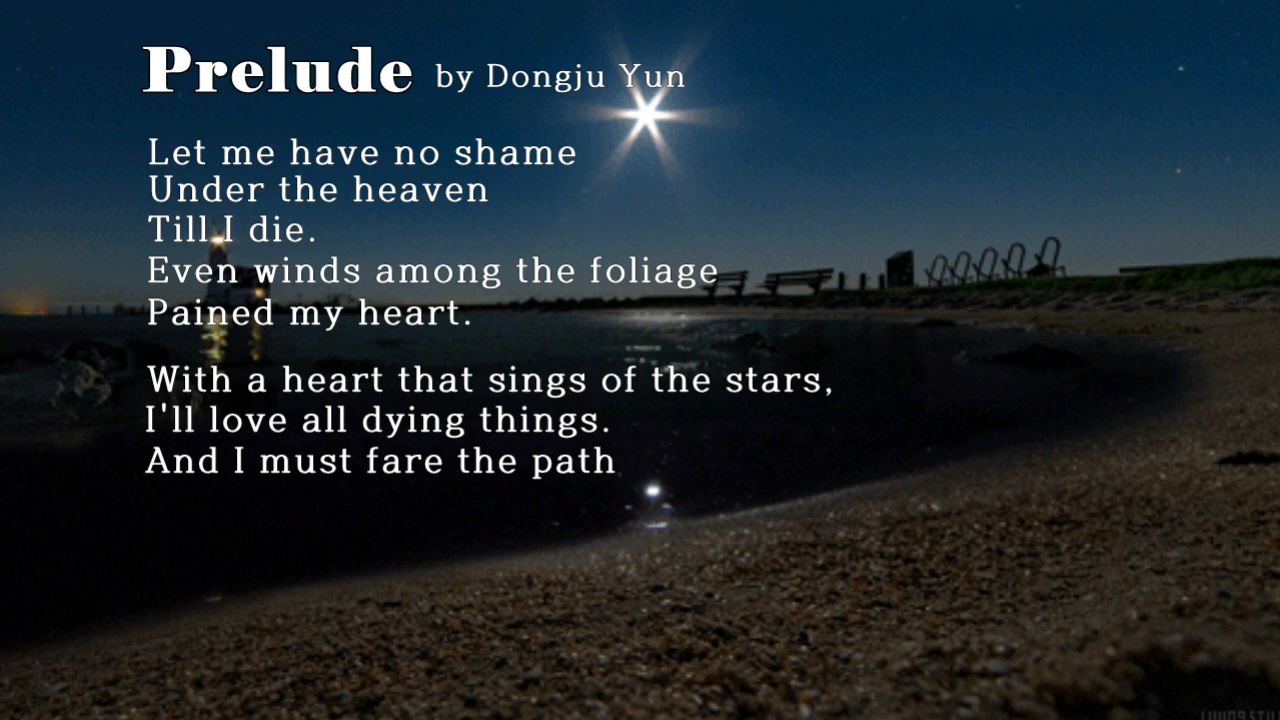 Prelude by Dongju Yun
Let me have no shame
Under the heaven
Till I die.
Even winds among the foliage
Pained my heart.
With a heart that sings of the stars,
I'll love all dying things.
And I must fare the path